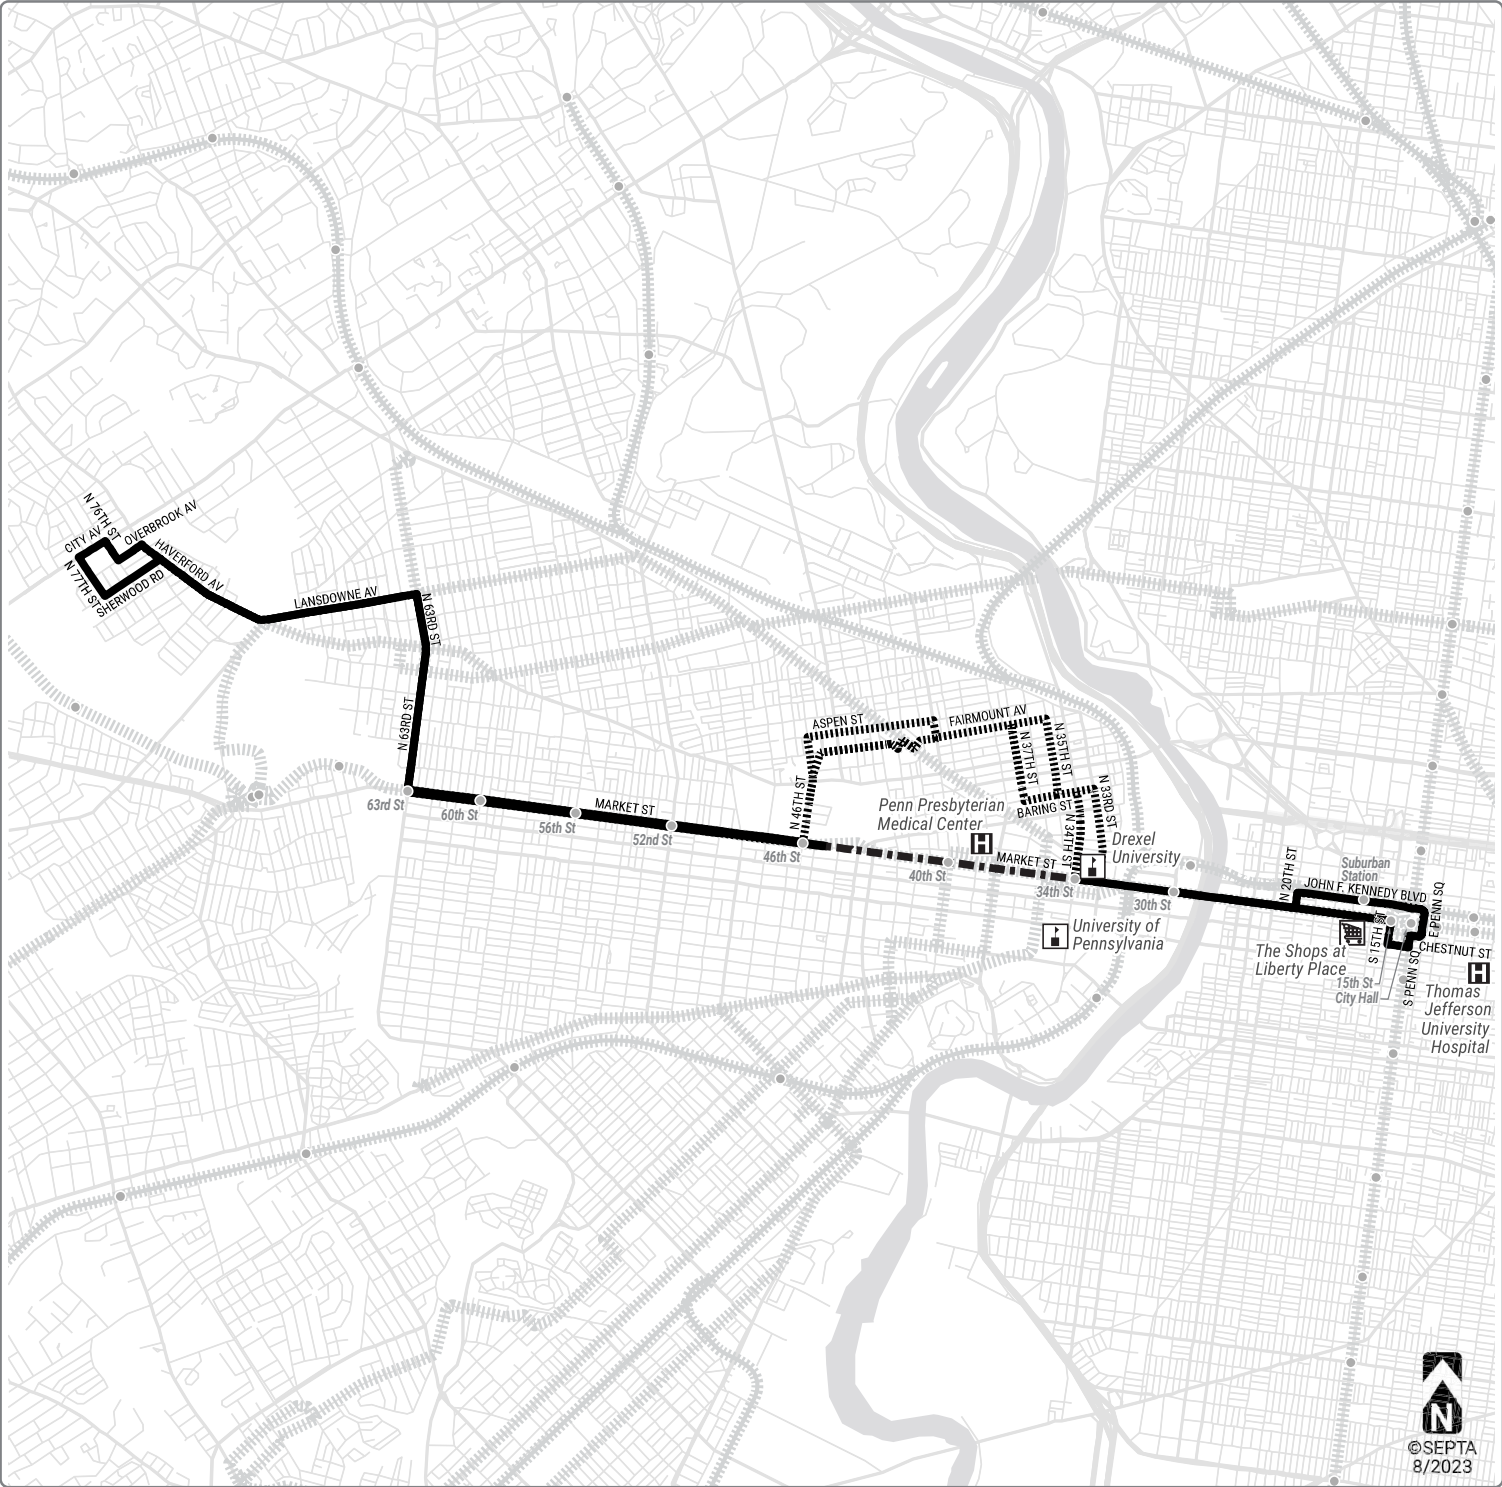 N 76TH ST
OVERBROOK AV
CITY AV
HAVERFORD AV
N 77TH ST
SHERWOOD RD
LANSDOWNE AV
N 63RD ST
N 63RD ST
63rd St
60th St
56th St
MARKET ST
52nd St
46th St
N 46TH ST
ASPEN ST
FAIRMOUNT AV
N 37TH ST
N 35TH ST
BARING ST
N 33RD ST
N 34TH ST
Penn Presbyterian
Medical Center
H
Drexel
University
MARKET ST
40th St
34th St
30th St
University of
Pennsylvania
N 20TH ST
Suburban
Station
JOHN F. KENNEDY BLVD
E PENN SQ
S 15TH ST
CHESTNUT ST
S PENN SQ
The Shops at
Liberty Place
15th St
City Hall
H
Thomas
Jefferson
University
Hospital
N
©SEPTA
8/2023